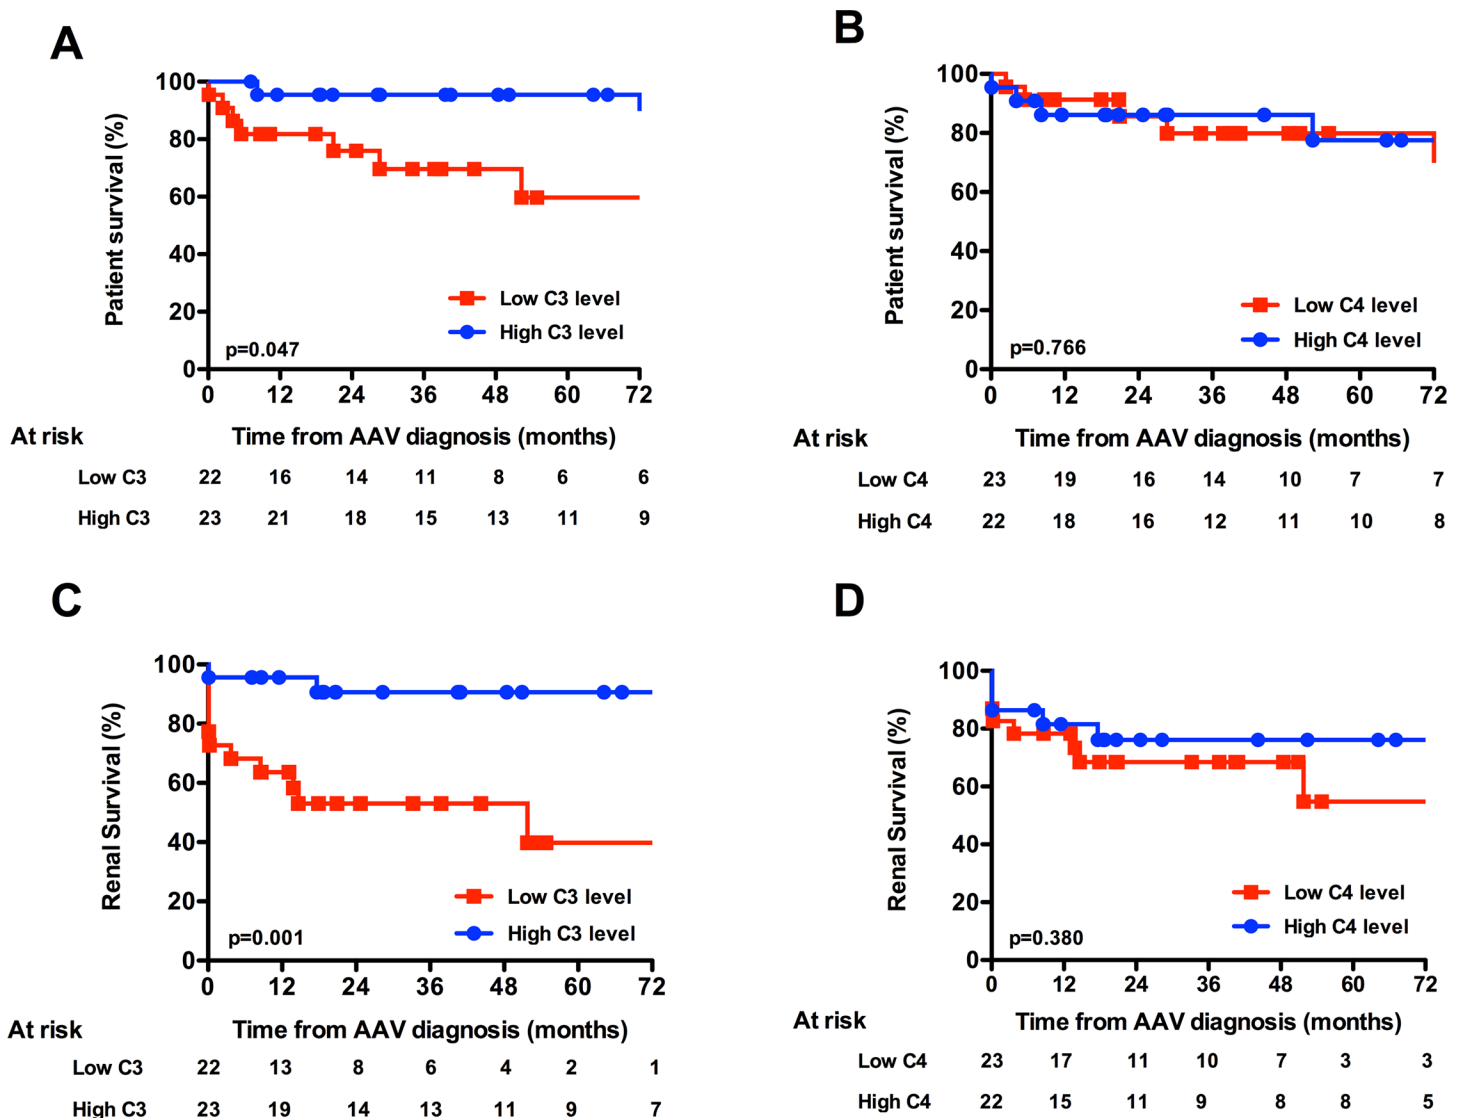 A
Patient survival (%)
100
80
60
40
20
0
Low C3 level
High C3 level
p=0.047
0 12 24 36 48 60 72
At risk Time from AAV diagnosis (months)
Low C3 22 16 14 11 8 6 6
High C3 23 21 18 15 13 11 9
B
Patient survival (%)
100
80
60
40
20
0
Low C4 level
High C4 level
p=0.766
0 12 24 36 48 60 72
At risk Time from AAV diagnosis (months)
Low C4 23 19 16 14 10 7 7
High C4 22 18 16 12 11 10 8
C
Renal Survival (%)
100
80
60
40
20
0
Low C3 level
High C3 level
p=0.001
0 12 24 36 48 60 72
At risk Time from AAV diagnosis (months)
Low C3 22 13 8 6 4 2 1
High C3 23 19 14 13 11 9 7
D
Renal Survival (%)
100
80
60
40
20
0
Low C4 level
High C4 level
p=0.380
0 12 24 36 48 60 72
At risk Time from AAV diagnosis (months)
Low C4 23 17 11 10 7 3 3
High C4 22 15 11 9 8 8 5